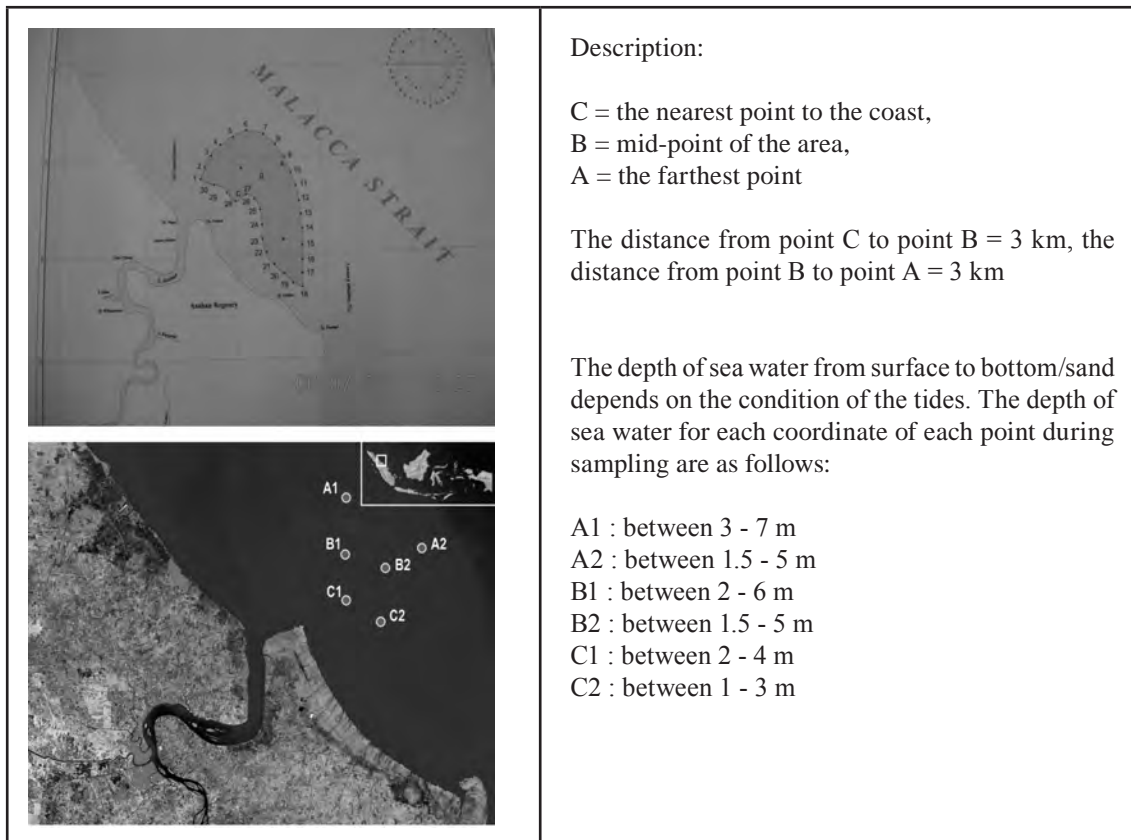 MALACCA STRAIT
Asahan Regency
A1
A2
B1
B2
C1
C2
Description:
C = the nearest point to the coast,
B = mid-point of the area,
A = the farthest point
The distance from point C to point B = 3 km, the
distance from point B to point A = 3 km
The depth of sea water from surface to bottom/sand
depends on the condition of the tides. The depth of
sea water for each coordinate of each point during
sampling are as follows:
A1 : between 3 - 7 m
A2 : between 1.5 - 5 m
B1 : between 2 - 6 m
B2 : between 1.5 - 5 m
C1 : between 2 - 4 m
C2 : between 1 - 3 m